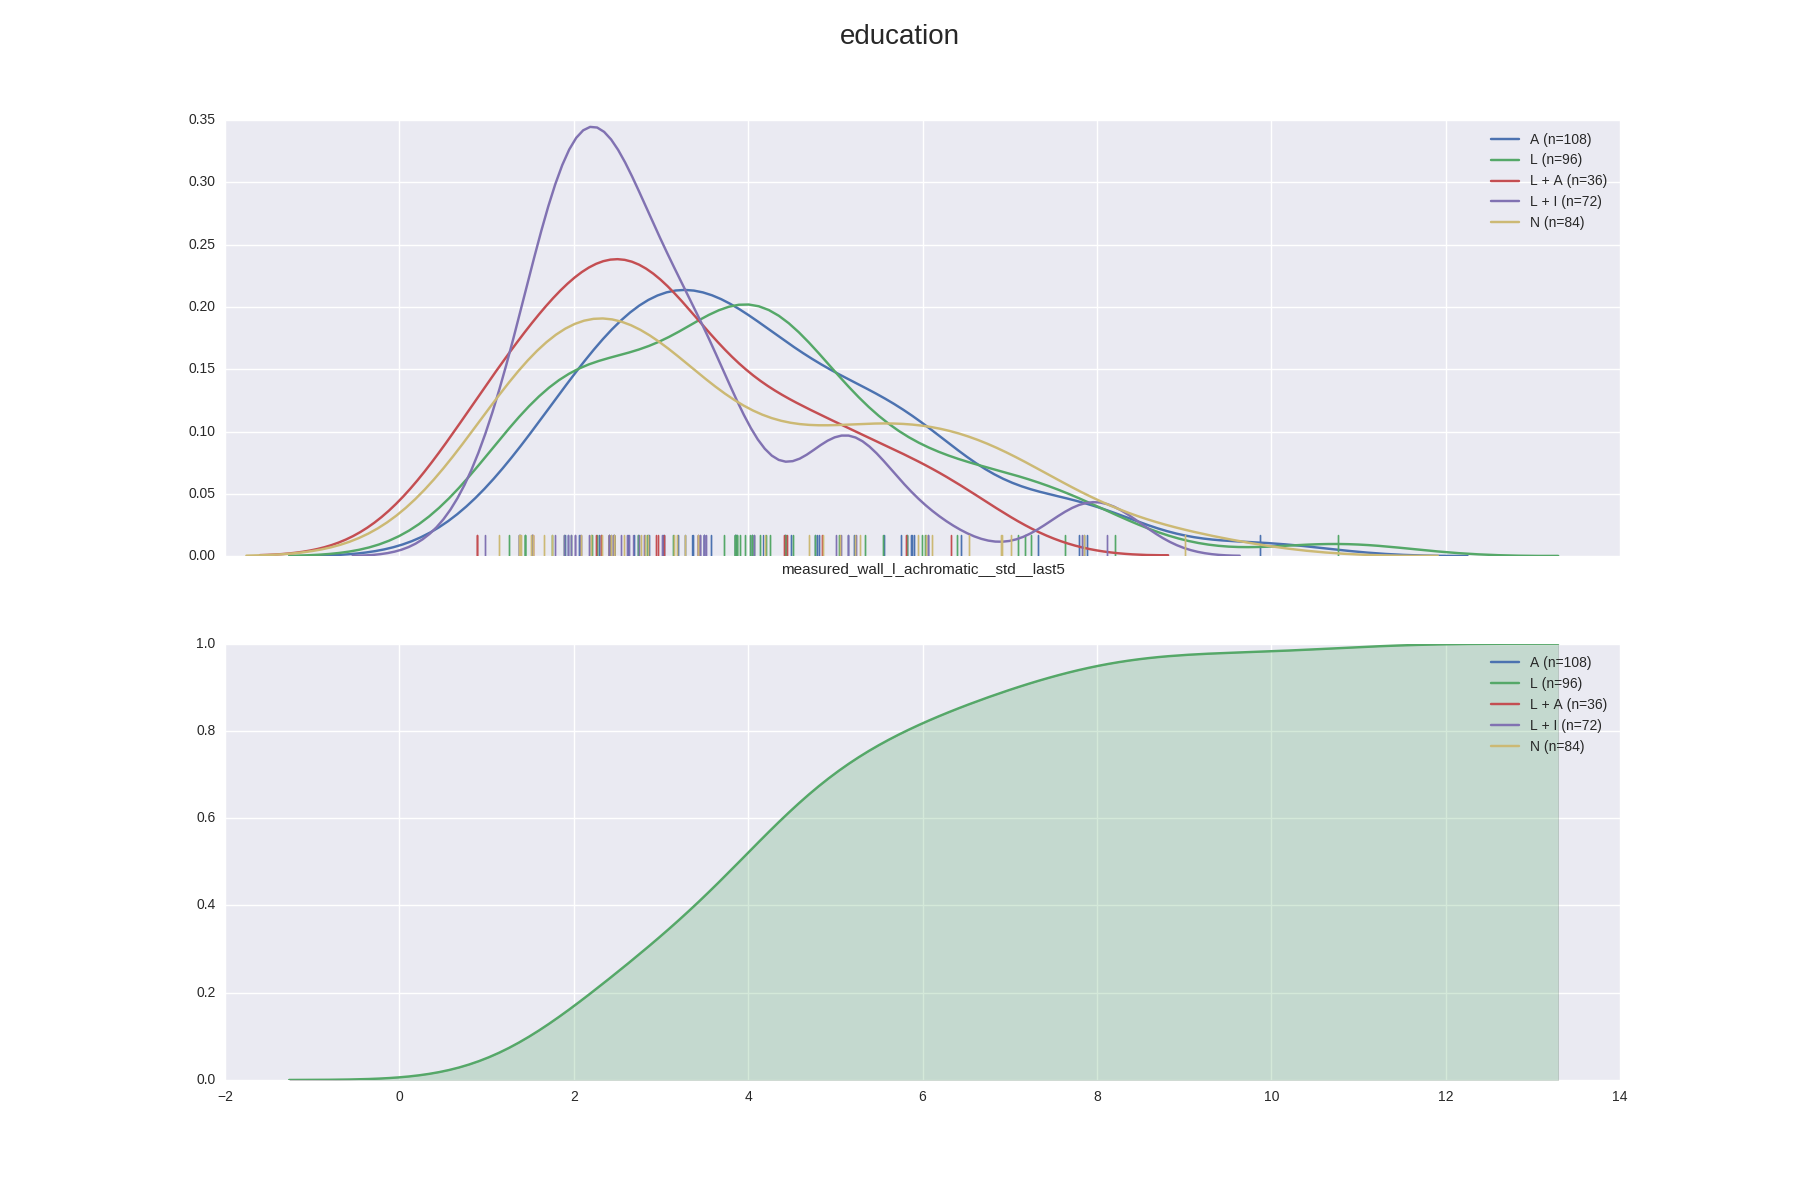 education
0.35
0.30
0.25
0.20
0.15
0.10
0.05
0.00
A (n=108)
L (n=96)
L + A (n=36)
L + I (n=72)
N (n=84)
measured_wall_l_achromatic__std__last5
1.0
0.8
0.6
0.4
0.2
0.0
A (n=108)
L (n=96)
L + A (n=36)
L + I (n=72)
N (n=84)
−2 0 2 4 6 8 10 12 14